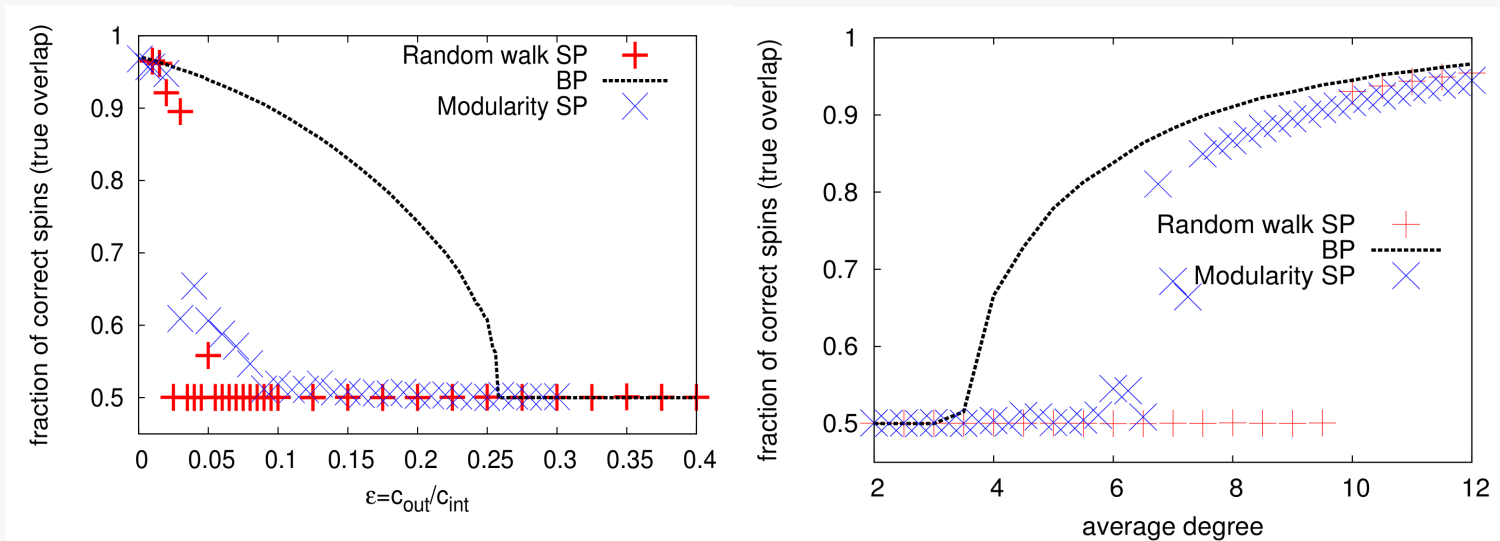 fraction of correct spins (true overlap)
1
0.9
0.8
0.7
0.6
0.5
0 0.05 0.1 0.15 0.2 0.25 0.3 0.35 0.4
ε=c_out/c_int
Random walk SP
BP
Modularity SP
fraction of correct spins (true overlap)
1
0.9
0.8
0.7
0.6
0.5
2 4 6 8 10 12
average degree
Random walk SP
BP
Modularity SP